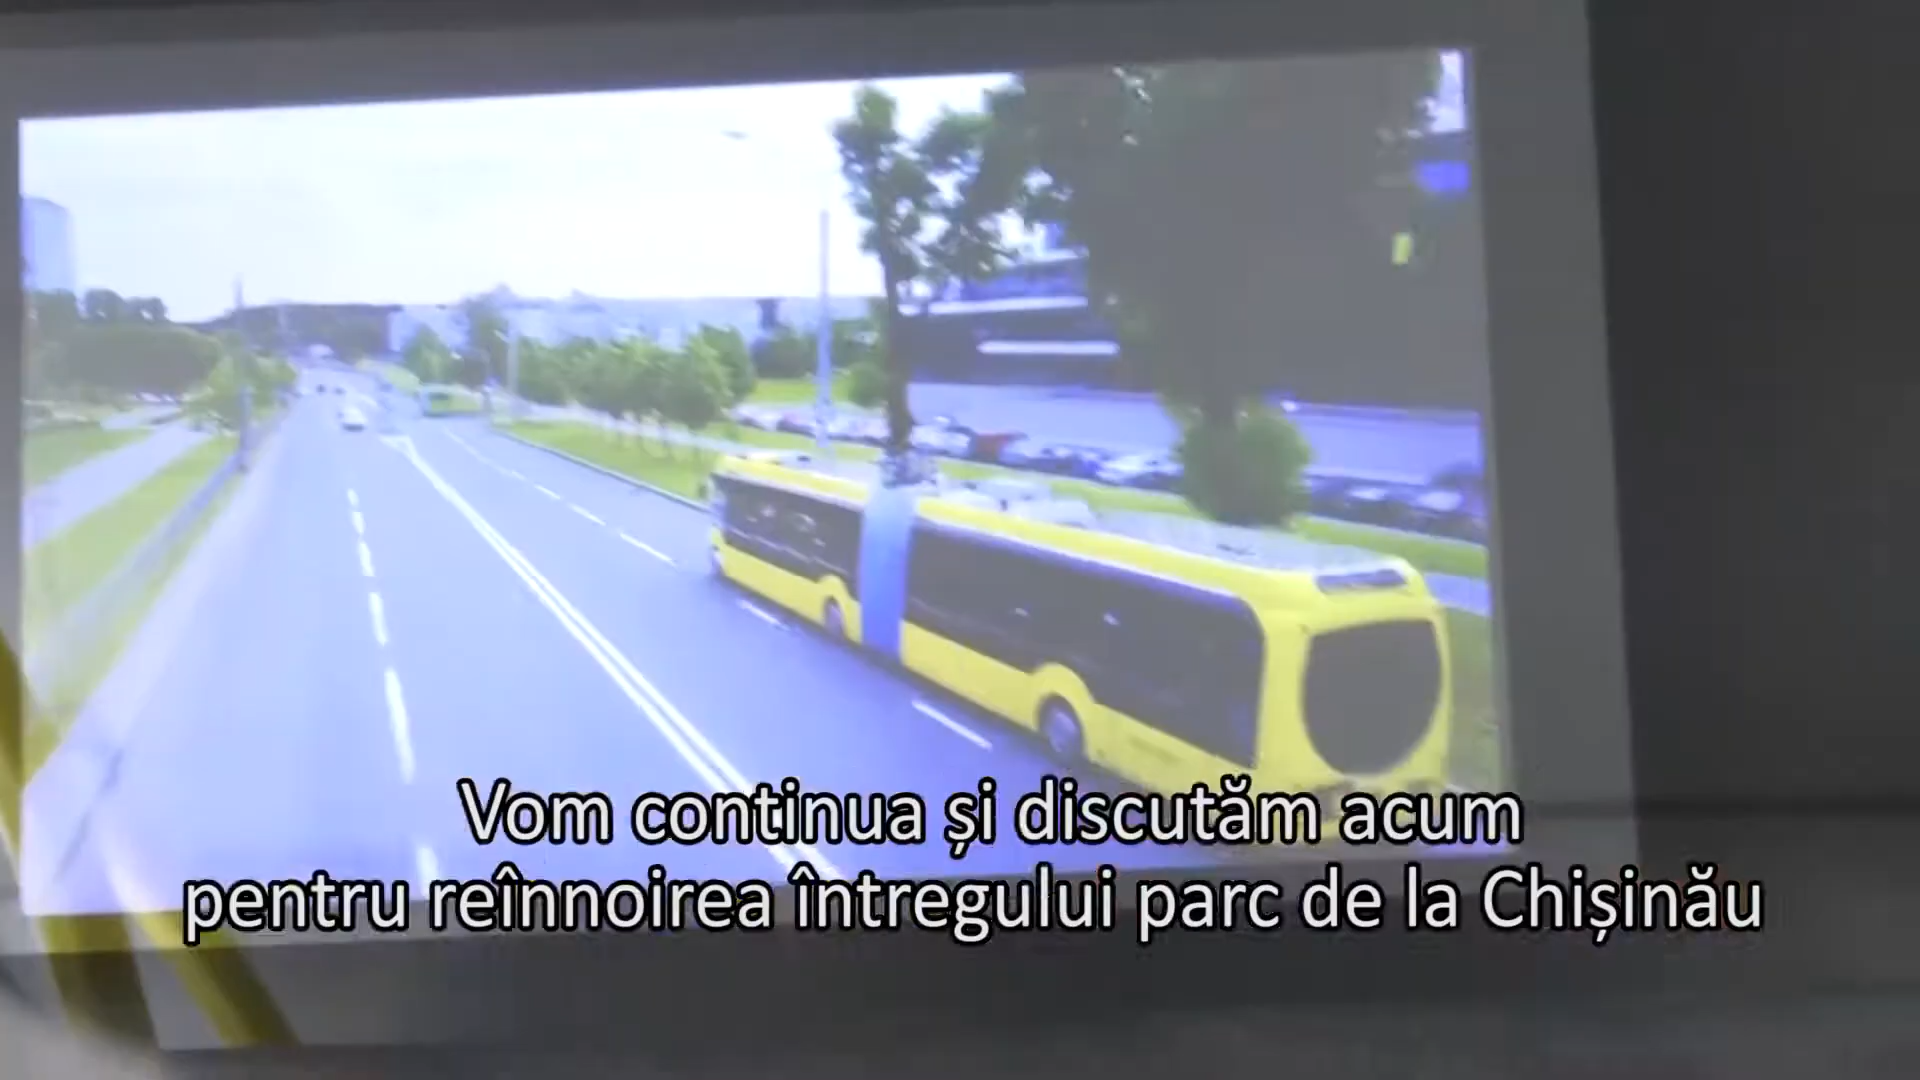 Vom continua și discutăm acum
pentru reînnoirea întregului parc de la Chișinău